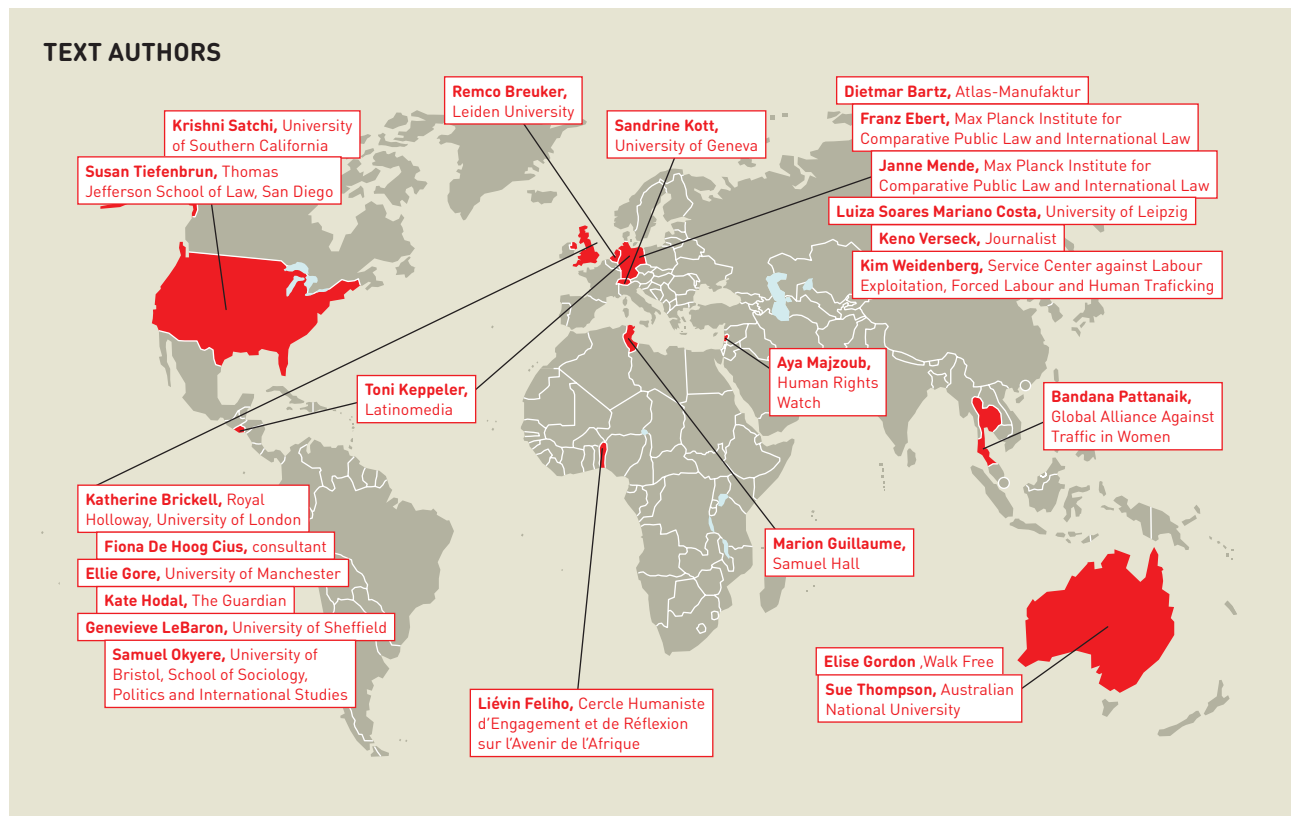 TEXT AUTHORS
Remco Breuker,
Leiden University
Krishni Satchi, University
of Southern California
Susan Tiefenbrun, Thomas
Jefferson School of Law, San Diego
Sandrine Kott,
University of Geneva
Dietmar Bartz, Atlas-Manufaktur
Franz Ebert, Max Planck Institute for
Comparative Public Law and International Law
Janne Mende, Max Planck Institute for
Comparative Public Law and International Law
Luiza Soares Mariano Costa, University of Leipzig
Keno Verseck, Journalist
Kim Weidenberg, Service Center against Labour
Exploitation, Forced Labour and Human Traficking
Toni Keppeler,
Latinomedia
Aya Majzoub,
Human Rights
Watch
Bandana Pattanaik,
Global Alliance Against
Traffic in Women
Katherine Brickell, Royal
Holloway, University of London
Fiona De Hoog Cius, consultant
Ellie Gore, University of Manchester
Kate Hodal, The Guardian
Genevieve LeBaron, University of Sheffield
Samuel Okyere, University of
Bristol, School of Sociology,
Politics and International Studies
Marion Guillaume,
Samuel Hall
Liévin Feliho, Cercle Humaniste
d’Engagement et de Réflexion
sur l’Avenir de l’Afrique
Elise Gordon ,Walk Free
Sue Thompson, Australian
National University